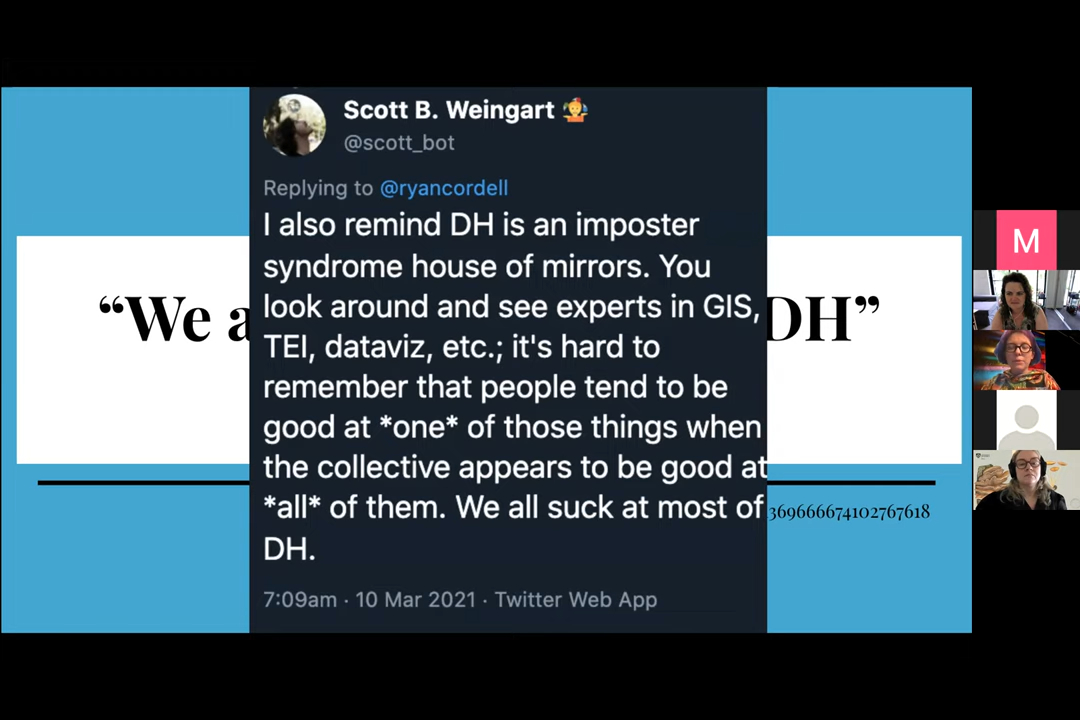 Scott B. Weingart
@scott_bot
Replying to @ryancordell
I also remind DH is an imposter
syndrome house of mirrors. You
look around and see experts in GIS,
TEI, dataviz, etc.; it's hard to
remember that people tend to be
good at *one* of those things when
the collective appears to be good at
*all* of them. We all suck at most of
DH.
7:09am · 10 Mar 2021 · Twitter Web App
“We a
DH”
369666674102767618
M